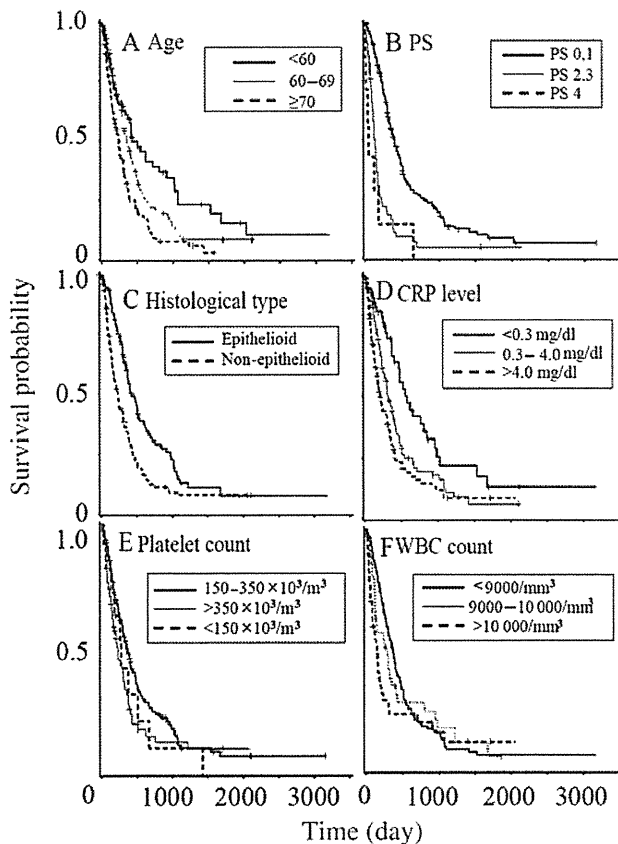 Survival probability
1.0
0.5
0
A Age
<60
60–69
≥70
B PS
PS 0.1
PS 2.3
PS 4
1.0
0.5
0
C Histological type
Epithelioid
Non-epithelioid
D CRP level
<0.3 mg/dl
0.3–4.0 mg/dl
>4.0 mg/dl
1.0
0.5
E Platelet count
150–350 ×10³/m³
>350 ×10³/m³
<150 ×10³/m³
F WBC count
<9000/mm³
9000–10 000/mm³
>10 000/mm³
0 1000 2000 3000 0 1000 2000 3000
Time (day)